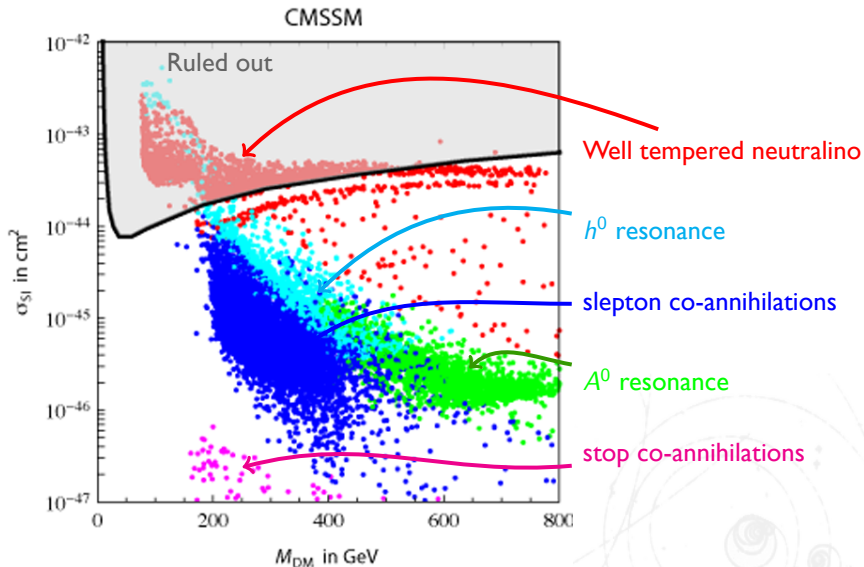 CMSSM
10⁻⁴²
Ruled out
10⁻⁴³
Well tempered neutralino
10⁻⁴⁴
h⁰ resonance
σSI in cm²
slepton co-annihilations
10⁻⁴⁵
A⁰ resonance
10⁻⁴⁶
stop co-annihilations
10⁻⁴⁷
0 200 400 600 800
MDM in GeV